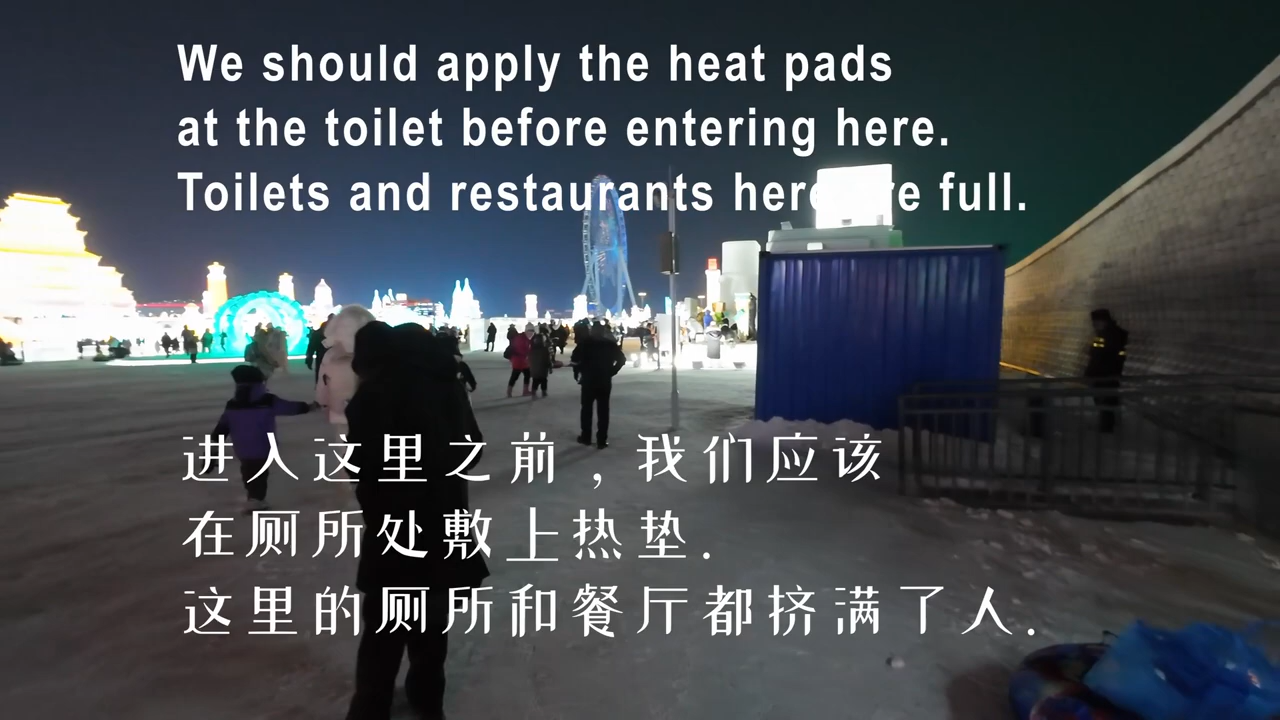 We should apply the heat pads
at the toilet before entering here.
Toilets and restaurants here are full.
进入这里之前，我们应该
在厕所处敷上热垫.
这里的厕所和餐厅都挤满了人.